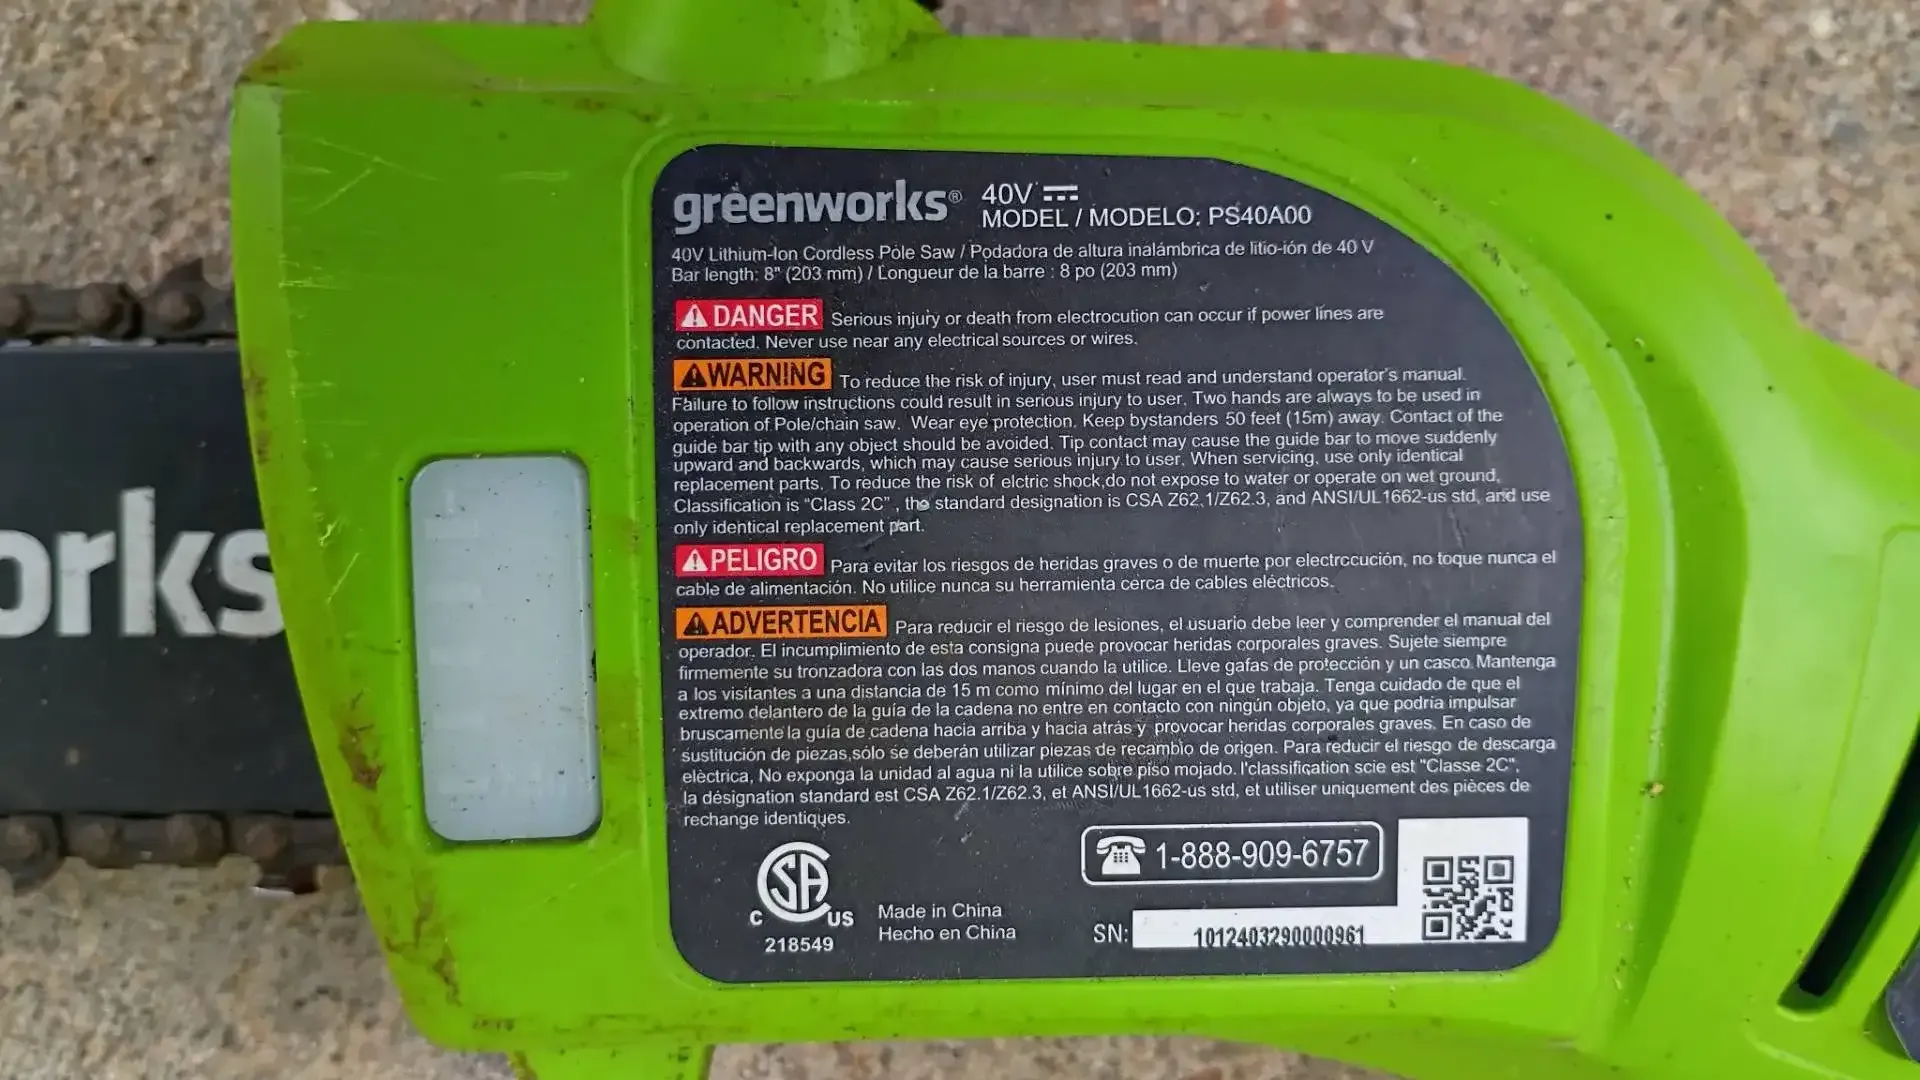 orks
greenworks®
40V
MODEL / MODELO: PS40A00
40V Lithium-Ion Cordless Pole Saw / Podadora de altura inalámbrica de litio-ión de 40 V
Bar length: 8" (203 mm) / Longueur de la barre : 8 po (203 mm)
DANGER Serious injury or death from electrocution can occur if power lines are
contacted. Never use near any electrical sources or wires.
WARNING To reduce the risk of injury, user must read and understand operator's manual.
Failure to follow instructions could result in serious injury to user. Two hands are always to be used in
operation of Pole/chain saw. Wear eye protection. Keep bystanders 50 feet (15m) away. Contact of the
guide bar tip with any object should be avoided. Tip contact may cause the guide bar to move suddenly
upward and backwards, which may cause serious injury to user. When servicing, use only identical
replacement parts. To reduce the risk of elctric shock,do not expose to water or operate on wet ground,
Classification is “Class 2C” , the standard designation is CSA Z62.1/Z62.3, and ANSI/UL1662-us std, and use
only identical replacement part.
PELIGRO Para evitar los riesgos de heridas graves o de muerte por electrccución, no toque nunca el
cable de alimentación. No utilice nunca su herramienta cerca de cables eléctricos.
ADVERTENCIA Para reducir el riesgo de lesiones, el usuario debe leer y comprender el manual del
operador. El incumplimiento de esta consigna puede provocar heridas corporales graves. Sujete siempre
firmemente su tronzadora con las dos manos cuando la utilice. Lleve gafas de protección y un casco. Mantenga
a los visitantes a una distancia de 15 m como mínimo del lugar en el que trabaja. Tenga cuidado de que el
extremo delantero de la guía de la cadena no entre en contacto con ningún objeto, ya que podría impulsar
bruscamente la guía de cadena hacia arriba y hacia atrás y provocar heridas corporales graves. En caso de
sustitución de piezas,sólo se deberán utilizar piezas de recambio de origen. Para reducir el riesgo de descarga
elèctrica, No exponga la unidad al agua ni la utilice sobre piso mojado. l'classification scie est "Classe 2C",
la désignation standard est CSA Z62.1/Z62.3, et ANSI/UL1662-us std, et utiliser uniquement des pièces de
rechange identiques.
1-888-909-6757
C SA US
218549
Made in China
Hecho en China
SN: 1012403290000961